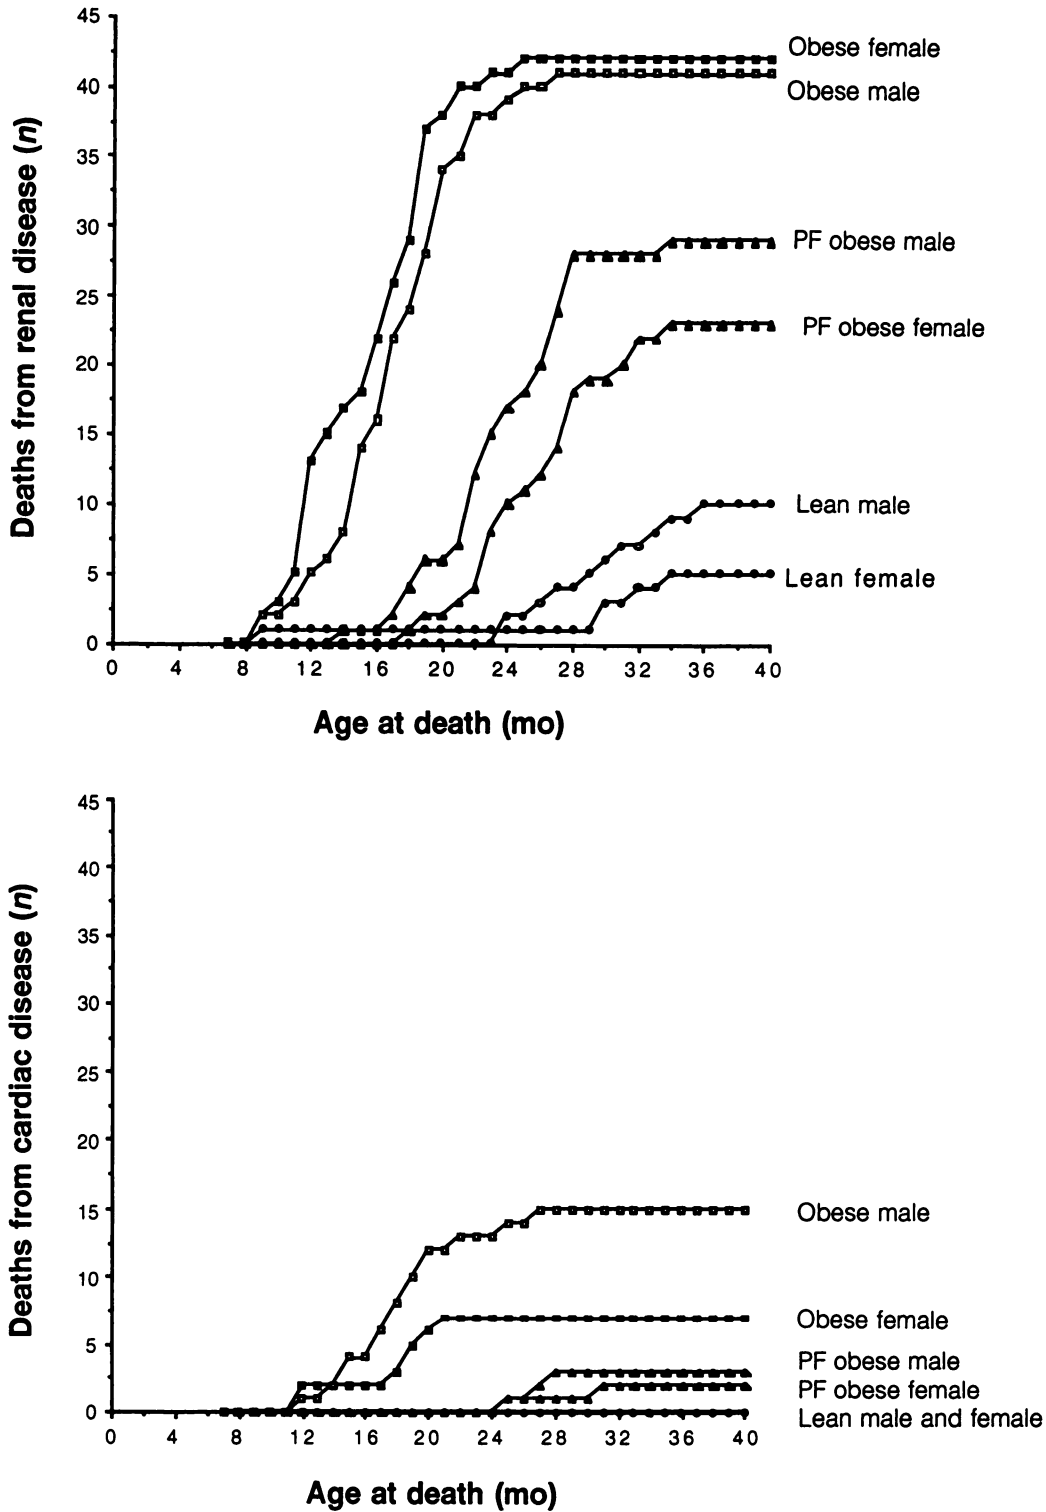 Deaths from renal disease (n)
45
40
35
30
25
20
15
10
5
0
Obese female
Obese male
PF obese male
PF obese female
Lean male
Lean female
0 4 8 12 16 20 24 28 32 36 40
Age at death (mo)
Deaths from cardiac disease (n)
45
40
35
30
25
20
15
10
5
0
Obese male
Obese female
PF obese male
PF obese female
Lean male and female
0 4 8 12 16 20 24 28 32 36 40
Age at death (mo)